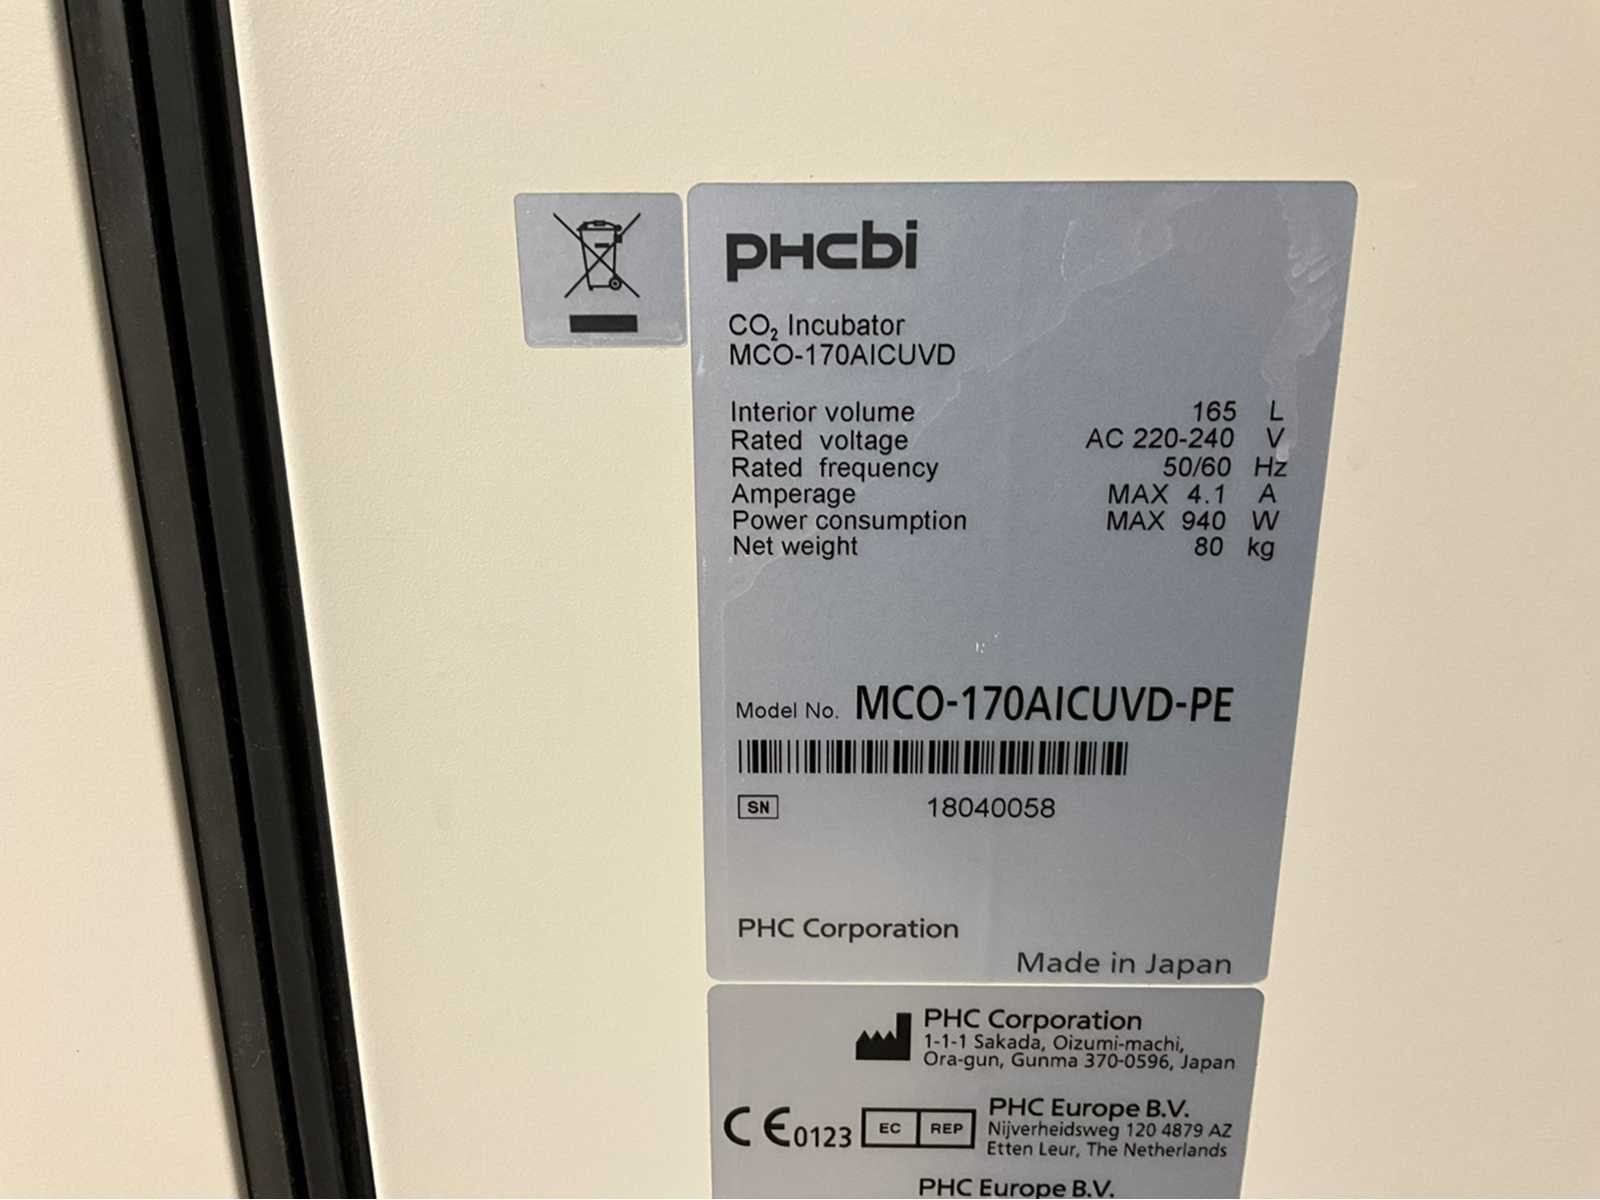 PHCbi
CO₂ Incubator
MCO-170AICUVD
Interior volume 165 L
Rated voltage AC 220-240 V
Rated frequency 50/60 Hz
Amperage MAX 4.1 A
Power consumption MAX 940 W
Net weight 80 kg
Model No. MCO-170AICUVD-PE
SN 18040058
PHC Corporation
Made in Japan
PHC Corporation
1-1-1 Sakada, Oizumi-machi,
Ora-gun, Gunma 370-0596, Japan
CE 0123 EC REP
PHC Europe B.V.
Nijverheidsweg 120 4879 AZ
Etten Leur, The Netherlands
PHC Europe B.V.